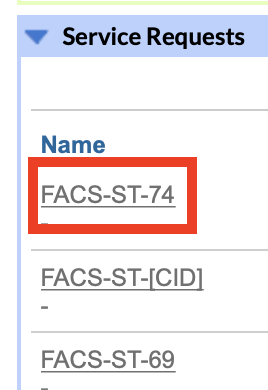 Service Requests
Name
FACS-ST-74
-
FACS-ST-[CID]
-
FACS-ST-69
-